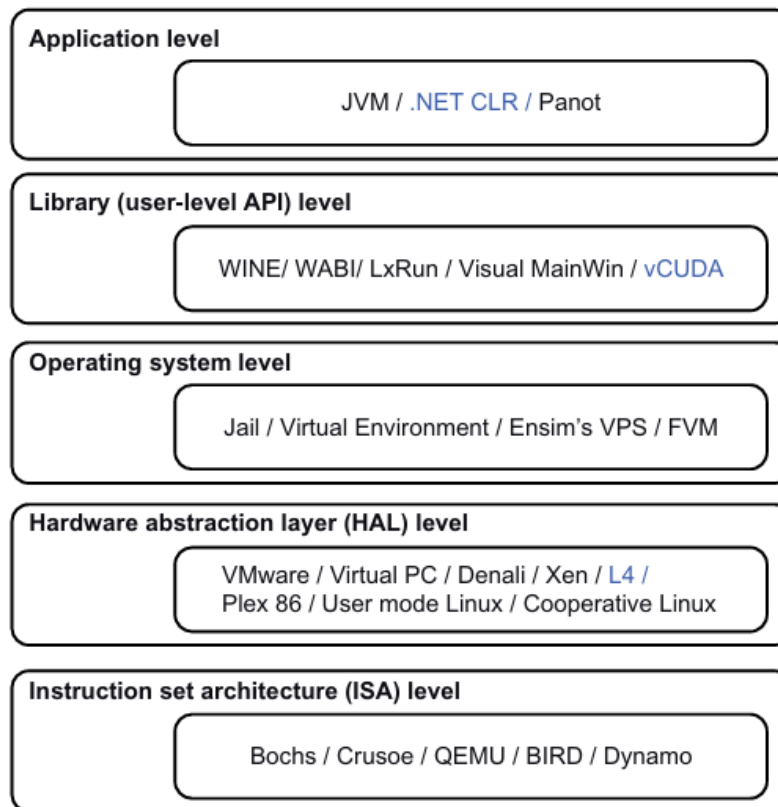 Application level
JVM / .NET CLR / Panot
Library (user-level API) level
WINE/ WABI/ LxRun / Visual MainWin / vCUDA
Operating system level
Jail / Virtual Environment / Ensim's VPS / FVM
Hardware abstraction layer (HAL) level
VMware / Virtual PC / Denali / Xen / L4 /
Plex 86 / User mode Linux / Cooperative Linux
Instruction set architecture (ISA) level
Bochs / Crusoe / QEMU / BIRD / Dynamo